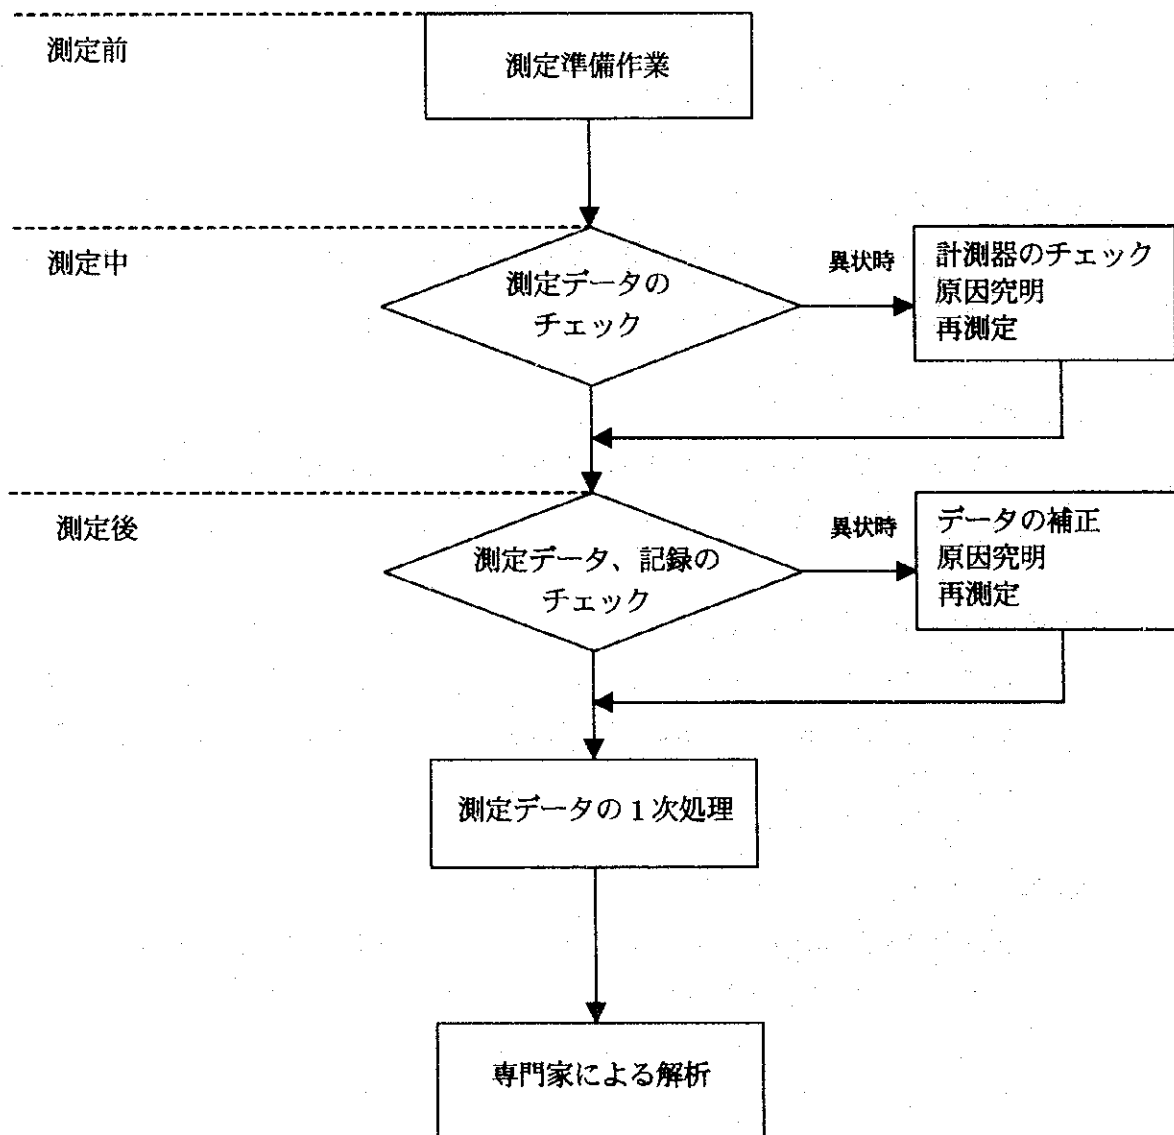 測定前
測定準備作業
測定中
測定データの
チェック
異状時
計測器のチェック
原因究明
再測定
測定後
測定データ、記録の
チェック
異状時
データの補正
原因究明
再測定
測定データの1次処理
専門家による解析